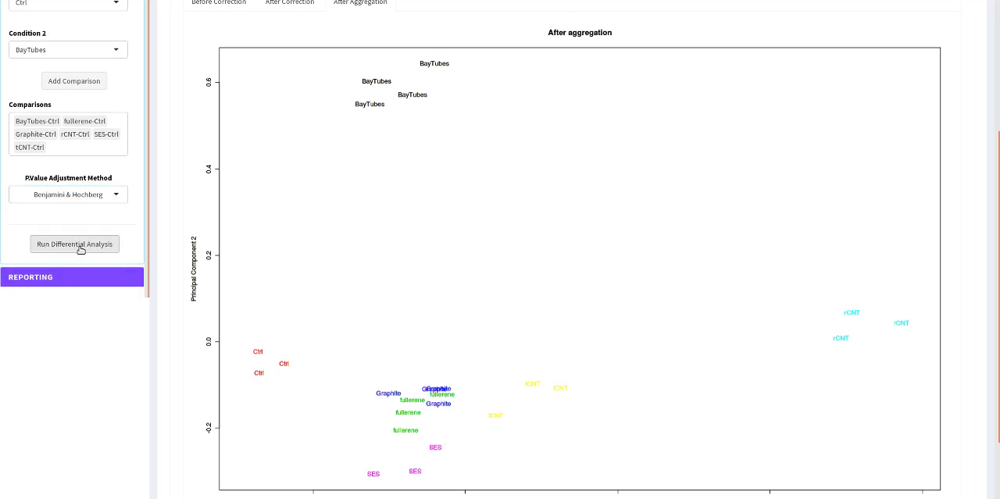 Ctrl
Before Correction After Correction After Aggregation
Condition 2
BayTubes
Add Comparison
Comparisons
BayTubes-Ctrl fullerene-Ctrl
Graphite-Ctrl rCNT-Ctrl SES-Ctrl
tCNT-Ctrl
P.Value Adjustment Method
Benjamini & Hochberg
Run Differential Analysis
REPORTING
After aggregation
Principal Component 2
0.6
0.4
0.2
0.0
-0.2
BayTubes
BayTubes
BayTubes
BayTubes
rCNT
rCNT
rCNT
Ctrl
Ctrl
Ctrl
tCNT
tCNT
Graphite
Graphite
Graphite
fullerene
fullerene
Graphite
fullerene
tCNT
fullerene
SES
SES
SES